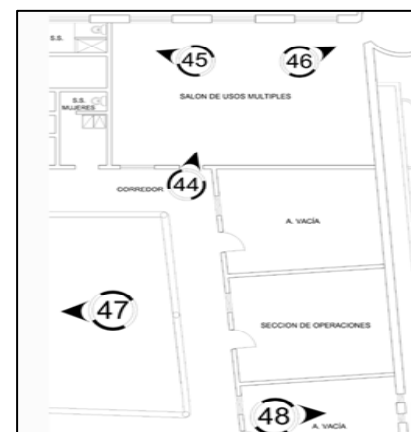 S.S.
45
46
SALON DE USOS MULTIPLES
S.S.
MUJERES
44
CORREDOR
A. VACÍA
47
SECCION DE OPERACIONES
48
A. VACÍA